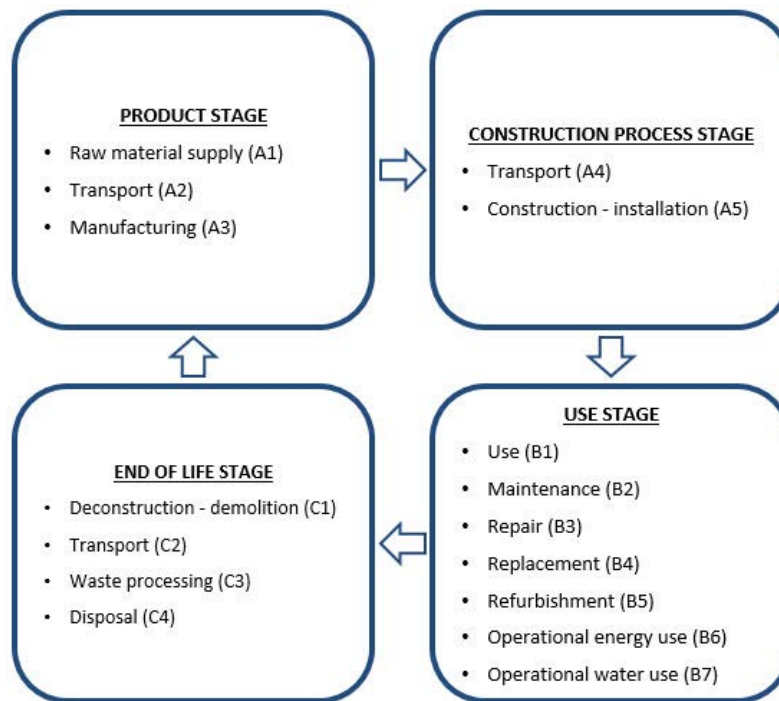 PRODUCT STAGE
• Raw material supply (A1)
• Transport (A2)
• Manufacturing (A3)
CONSTRUCTION PROCESS STAGE
• Transport (A4)
• Construction - installation (A5)
USE STAGE
• Use (B1)
• Maintenance (B2)
• Repair (B3)
• Replacement (B4)
• Refurbishment (B5)
• Operational energy use (B6)
• Operational water use (B7)
END OF LIFE STAGE
• Deconstruction - demolition (C1)
• Transport (C2)
• Waste processing (C3)
• Disposal (C4)